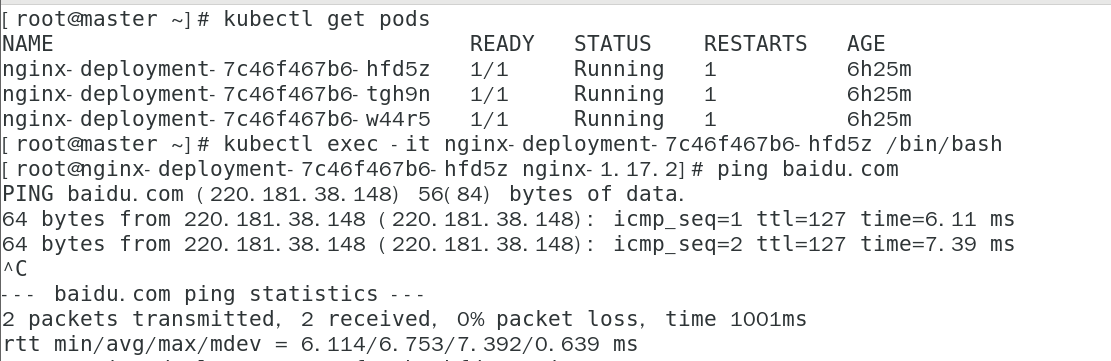 [root@master ~]# kubectl get pods
NAME                                READY   STATUS    RESTARTS   AGE
nginx-deployment-7c46f467b6-hfd5z   1/1     Running   1          6h25m
nginx-deployment-7c46f467b6-tgh9n   1/1     Running   1          6h25m
nginx-deployment-7c46f467b6-w44r5   1/1     Running   1          6h25m
[root@master ~]# kubectl exec -it nginx-deployment-7c46f467b6-hfd5z /bin/bash
[root@nginx-deployment-7c46f467b6-hfd5z nginx-1.17.2]# ping baidu.com
PING baidu.com (220.181.38.148) 56(84) bytes of data.
64 bytes from 220.181.38.148 (220.181.38.148): icmp_seq=1 ttl=127 time=6.11 ms
64 bytes from 220.181.38.148 (220.181.38.148): icmp_seq=2 ttl=127 time=7.39 ms
^C
--- baidu.com ping statistics ---
2 packets transmitted, 2 received, 0% packet loss, time 1001ms
rtt min/avg/max/mdev = 6.114/6.753/7.392/0.639 ms